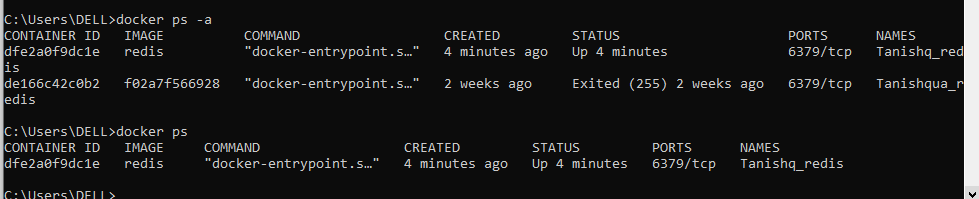 C:\Users\DELL>docker ps -a
CONTAINER ID   IMAGE          COMMAND                  CREATED         STATUS                      PORTS      NAMES
dfe2a0f9dc1e   redis          "docker-entrypoint.s…"   4 minutes ago   Up 4 minutes                6379/tcp   Tanishq_red
is
de166c42c0b2   f02a7f566928   "docker-entrypoint.s…"   2 weeks ago     Exited (255) 2 weeks ago    6379/tcp   Tanishqua_r
edis
C:\Users\DELL>docker ps
CONTAINER ID   IMAGE     COMMAND                  CREATED         STATUS         PORTS      NAMES
dfe2a0f9dc1e   redis     "docker-entrypoint.s…"   4 minutes ago   Up 4 minutes   6379/tcp   Tanishq_redis
C:\Users\DELL>